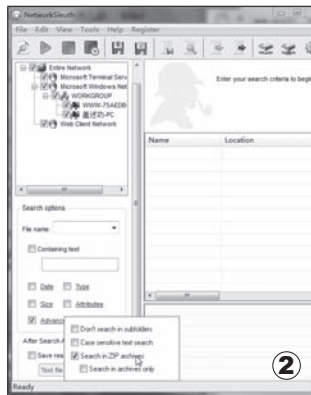 NetworkSleuth
File Edit View Tools Help Register
Entire Network
Microsoft Terminal Serv
Microsoft Windows Net
WORKGROUP
WWW-75AEDB
Web Client Network
Enter your search criteria to begin
Name Location
Search options
File name:
Containing text
Date Type
Size Attributes
Advanc
Don't search in subfolders
Case sensitive text search
Search in ZIP archives
Search in archives only
After Search A
Save res
Text file
Ready
2